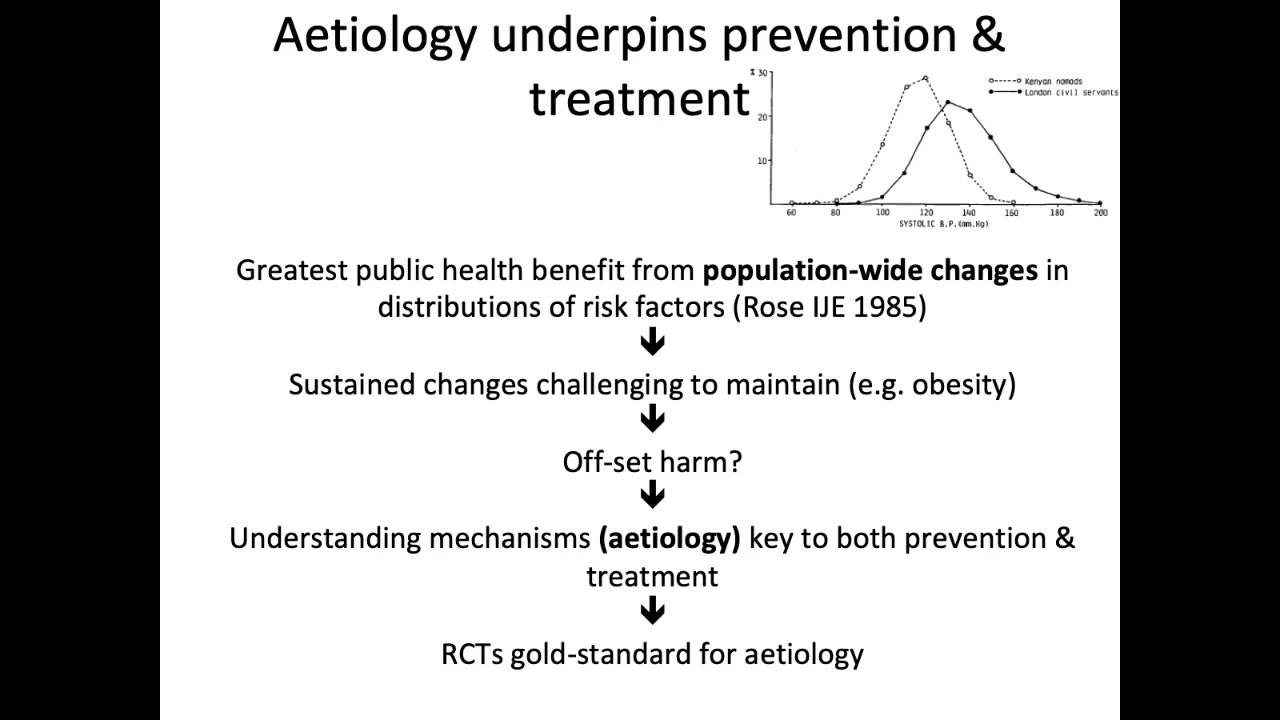 Aetiology underpins prevention &
treatment
% 30
20
10
Kenyan nomads
London civil servants
60 80 100 120 140 160 180 200
SYSTOLIC B.P.(mm.Hg)
Greatest public health benefit from population-wide changes in
distributions of risk factors (Rose IJE 1985)
Sustained changes challenging to maintain (e.g. obesity)
Off-set harm?
Understanding mechanisms (aetiology) key to both prevention &
treatment
RCTs gold-standard for aetiology